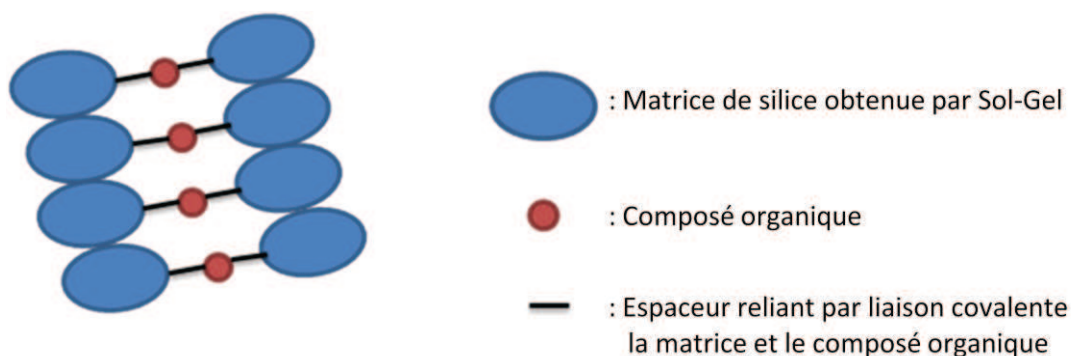 : Matrice de silice obtenue par Sol-Gel
: Composé organique
: Espaceur reliant par liaison covalente
la matrice et le composé organique